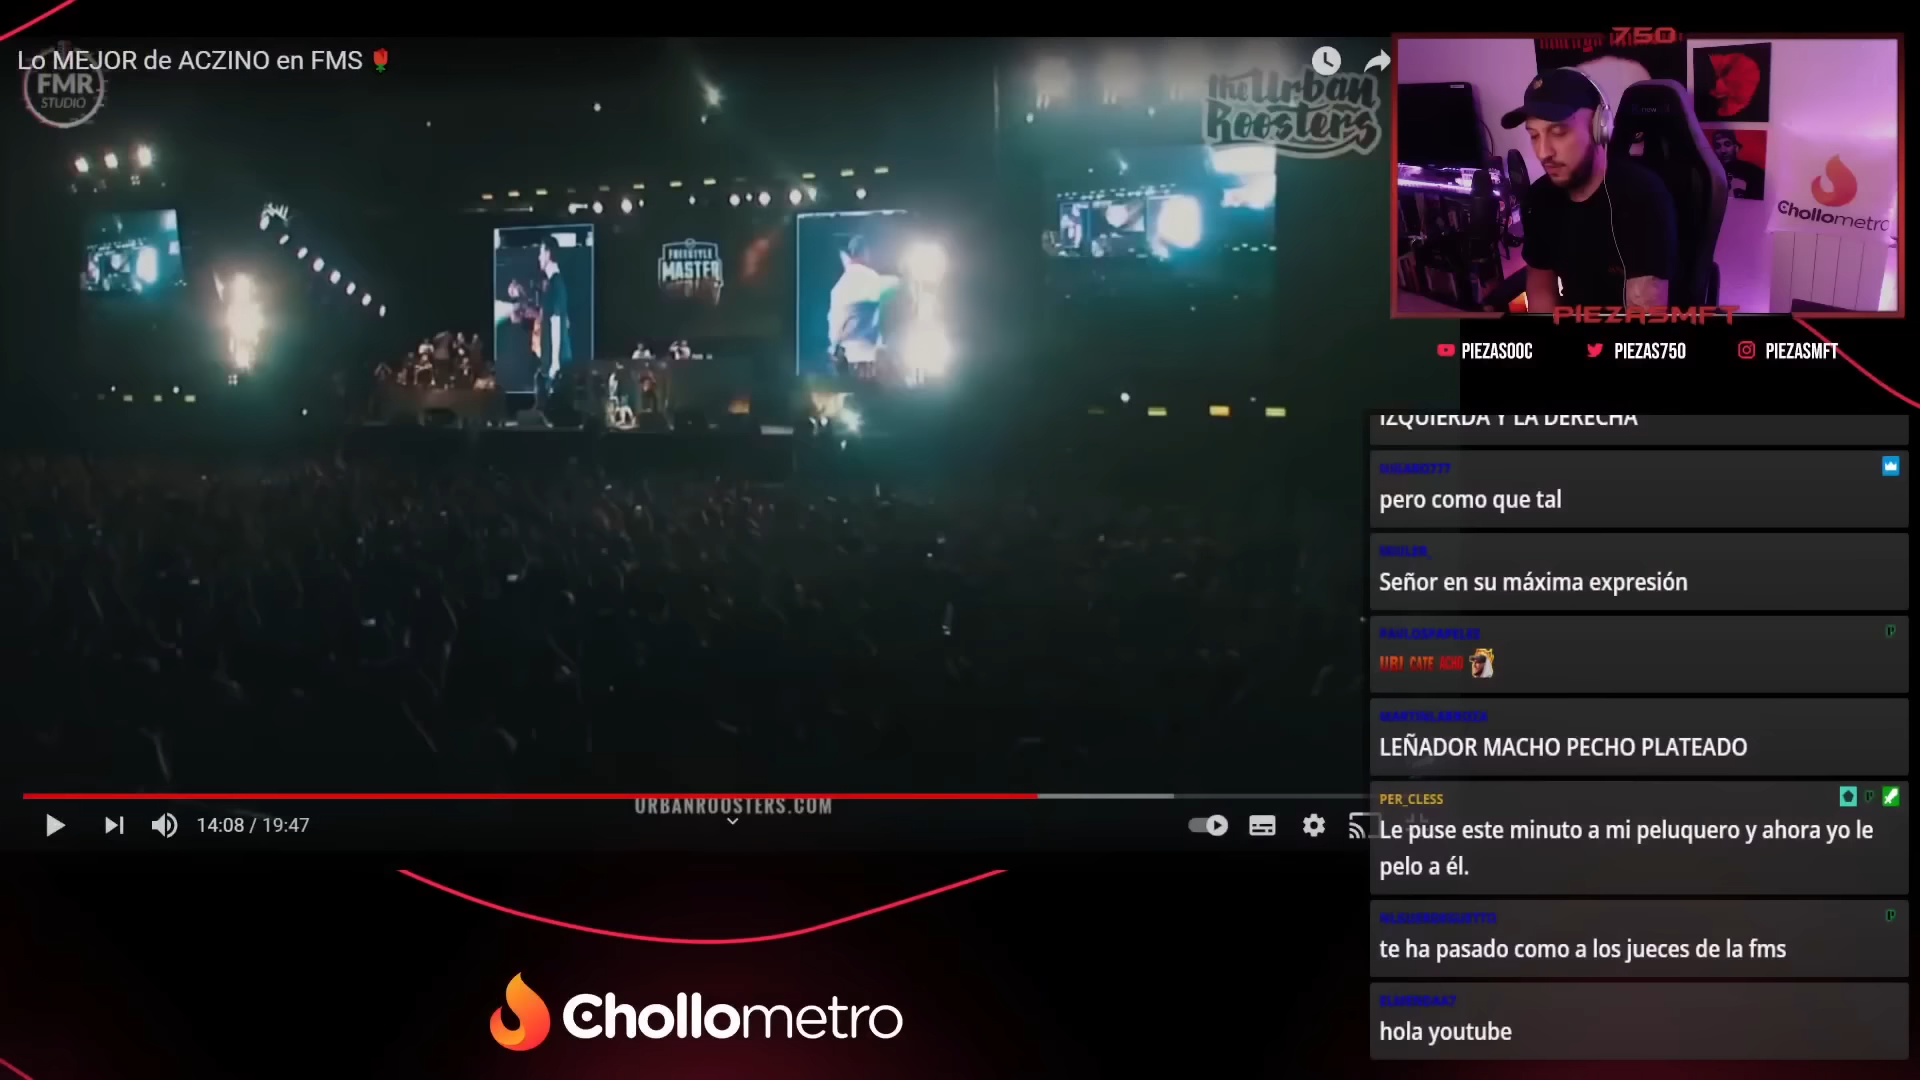 Lo MEJOR de ACZINO en FMS
FMR
STUDIO
The Urban
Roosters
FREESTYLE
MASTER
750
Chollometro
PIEZASMFT
PIEZASOOC
PIEZAS750
PIEZASMFT
IZQUIERDA Y LA DERECHA
pero como que tal
Señor en su máxima expresión
UBI CATE ACHO
LEÑADOR MACHO PECHO PLATEADO
PER_CLESS
Le puse este minuto a mi peluquero y ahora yo le
pelo a él.
te ha pasado como a los jueces de la fms
hola youtube
URBANROOSTERS.COM
14:08 / 19:47
Chollometro